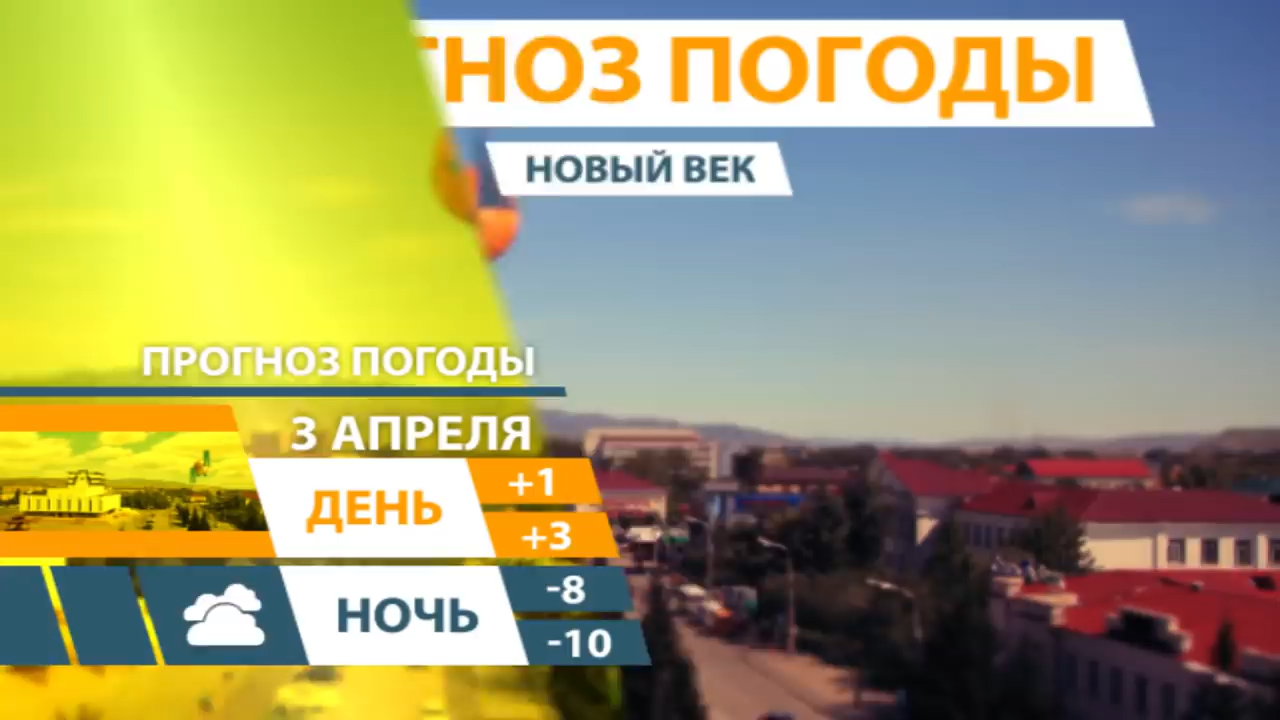 ГНОЗ ПОГОДЫ
НОВЫЙ ВЕК
ПРОГНОЗ ПОГОДЫ
3 АПРЕЛЯ
ДЕНЬ
+1
+3
НОЧЬ
-8
-10